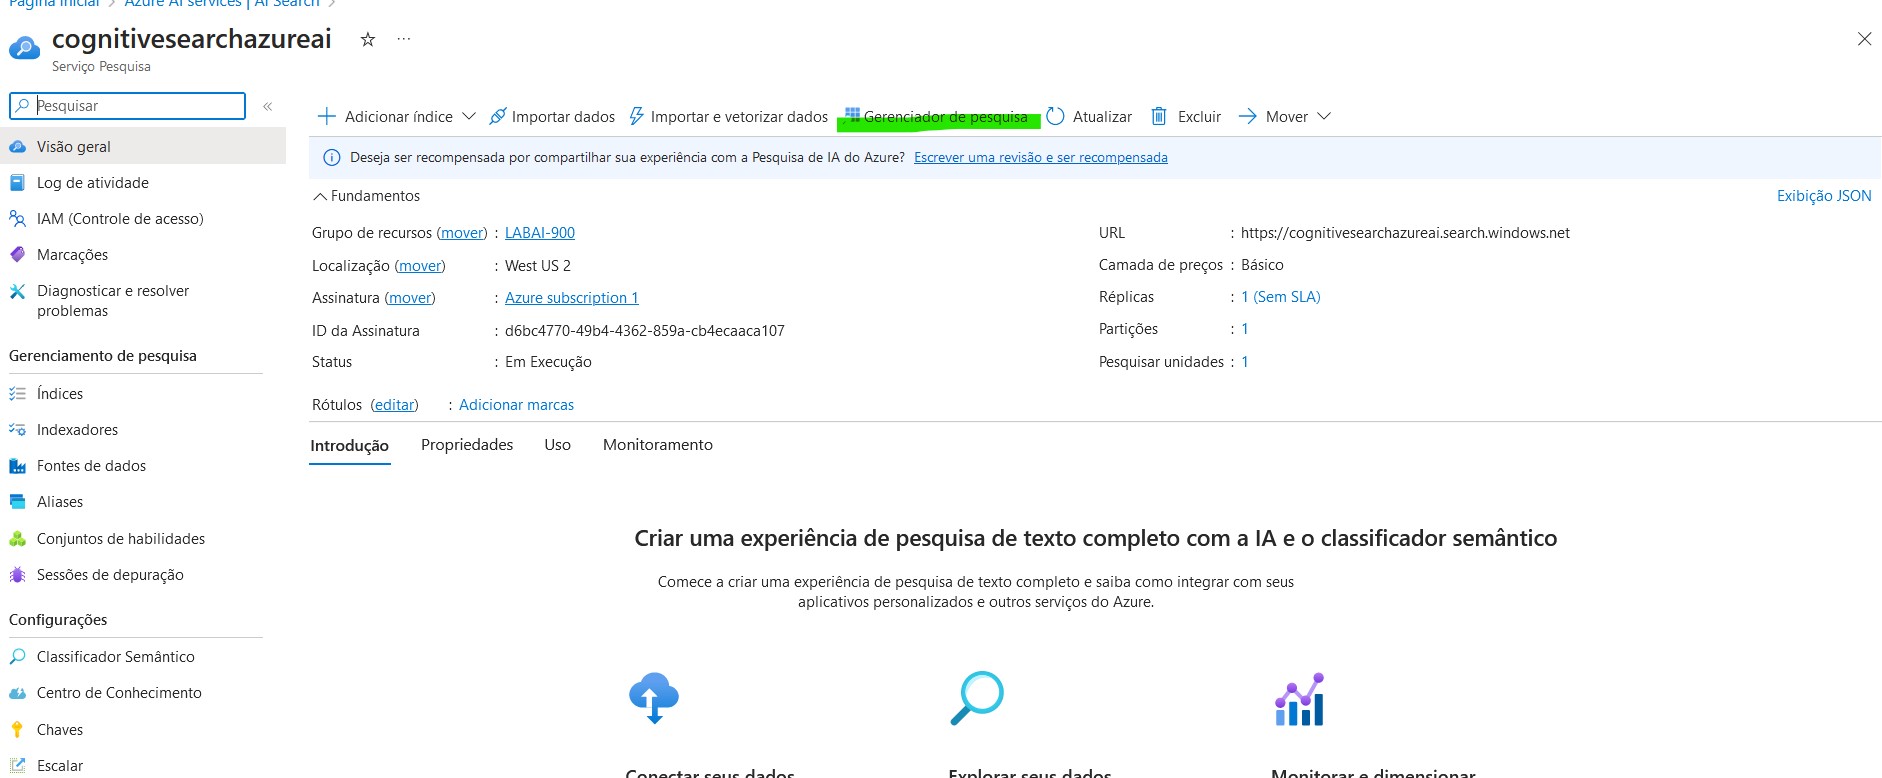 Página inicial > Azure AI services | AI Search >
cognitivesearchazureai
Serviço Pesquisa
Pesquisar
Adicionar índice Importar dados Importar e vetorizar dados Gerenciador de pesquisa Atualizar Excluir Mover
Visão geral
Deseja ser recompensada por compartilhar sua experiência com a Pesquisa de IA do Azure? Escrever uma revisão e ser recompensada
Log de atividade
IAM (Controle de acesso)
Marcações
Diagnosticar e resolver
problemas
Gerenciamento de pesquisa
Índices
Indexadores
Fontes de dados
Aliases
Conjuntos de habilidades
Sessões de depuração
Configurações
Classificador Semântico
Centro de Conhecimento
Chaves
Escalar
Fundamentos
Exibição JSON
Grupo de recursos (mover) : LABAI-900
Localização (mover) : West US 2
Assinatura (mover) : Azure subscription 1
ID da Assinatura : d6bc4770-49b4-4362-859a-cb4ecaaca107
Status : Em Execução
URL : https://cognitivesearchazureai.search.windows.net
Camada de preços : Básico
Réplicas : 1 (Sem SLA)
Partições : 1
Pesquisar unidades : 1
Rótulos (editar) : Adicionar marcas
Introdução Propriedades Uso Monitoramento
Criar uma experiência de pesquisa de texto completo com a IA e o classificador semântico
Comece a criar uma experiência de pesquisa de texto completo e saiba como integrar com seus
aplicativos personalizados e outros serviços do Azure.
Conectar seus dados
Explorar seus dados
Monitorar e dimensionar